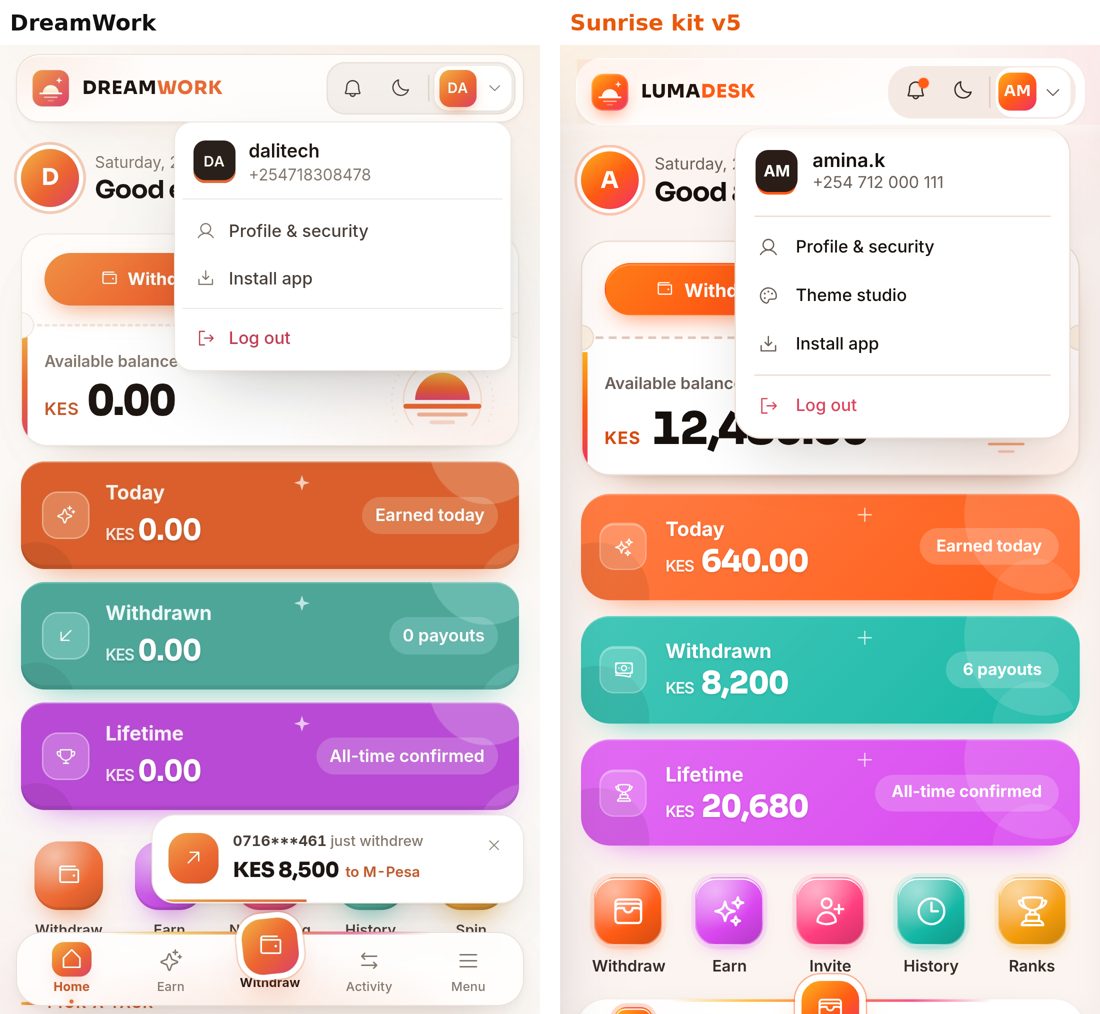 DreamWork
DREAMWORK
DA
DA
dalitech
+254718308478
D
Saturday,
Good
Profile & security
Install app
Log out
Available balance
KES 0.00
Today
KES 0.00
Earned today
Withdrawn
KES 0.00
0 payouts
Lifetime
KES 0.00
All-time confirmed
0716***461 just withdrew
KES 8,500 to M-Pesa
Withdraw
Earn
History
Spin
Home
Earn
Withdraw
Activity
Menu
PICK A TASK
Sunrise kit v5
LUMADESK
AM
AM
amina.k
+254 712 000 111
A
Saturday,
Good
Profile & security
Theme studio
Install app
Log out
Available balance
KES
Today
KES 640.00
Earned today
Withdrawn
KES 8,200
6 payouts
Lifetime
KES 20,680
All-time confirmed
Withdraw
Earn
Invite
History
Ranks